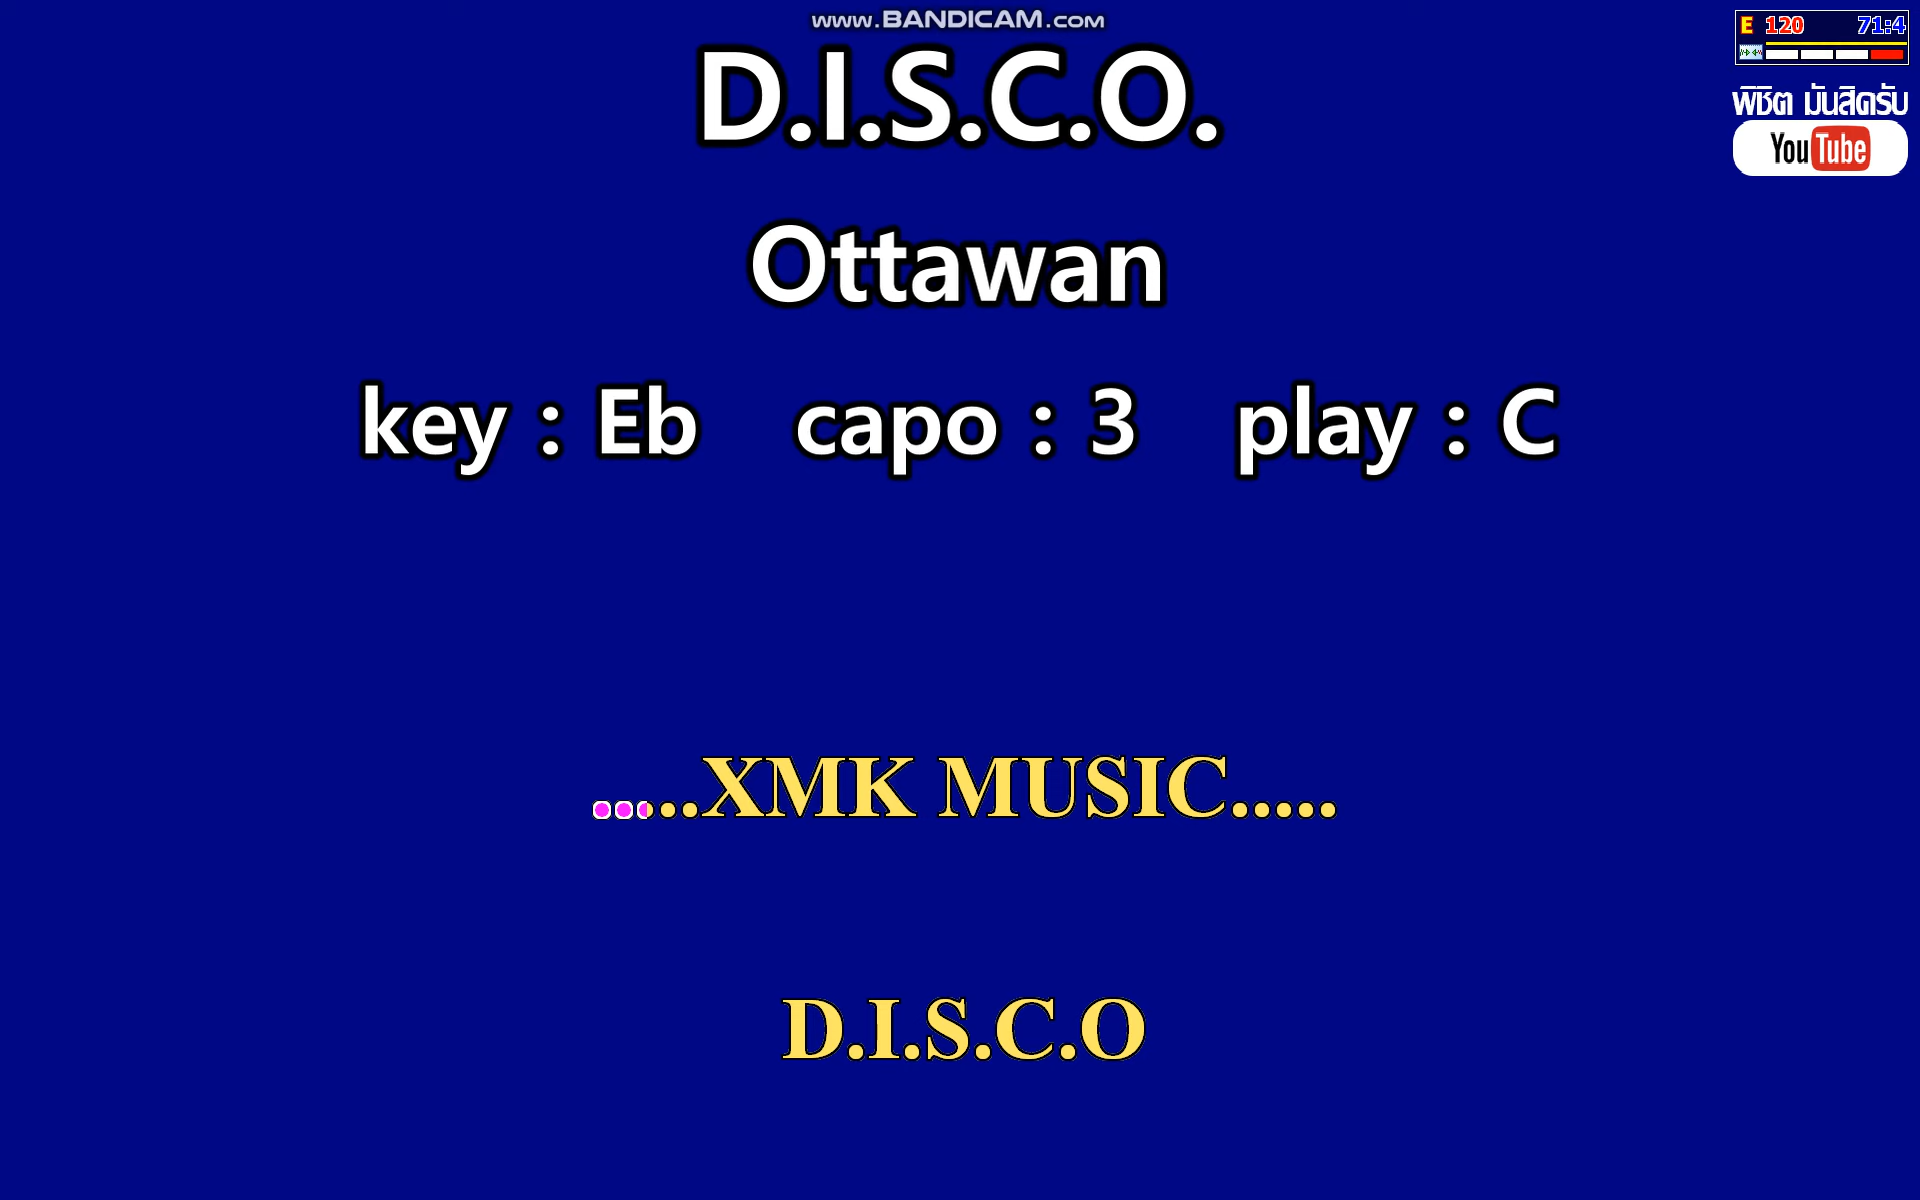 www.BANDICAM.com
E 120 71:4
D.I.S.C.O.
พิชิต มันสิครับ
YouTube
Ottawan
key : Eb capo : 3 play : C
.....XMK MUSIC.....
D.I.S.C.O